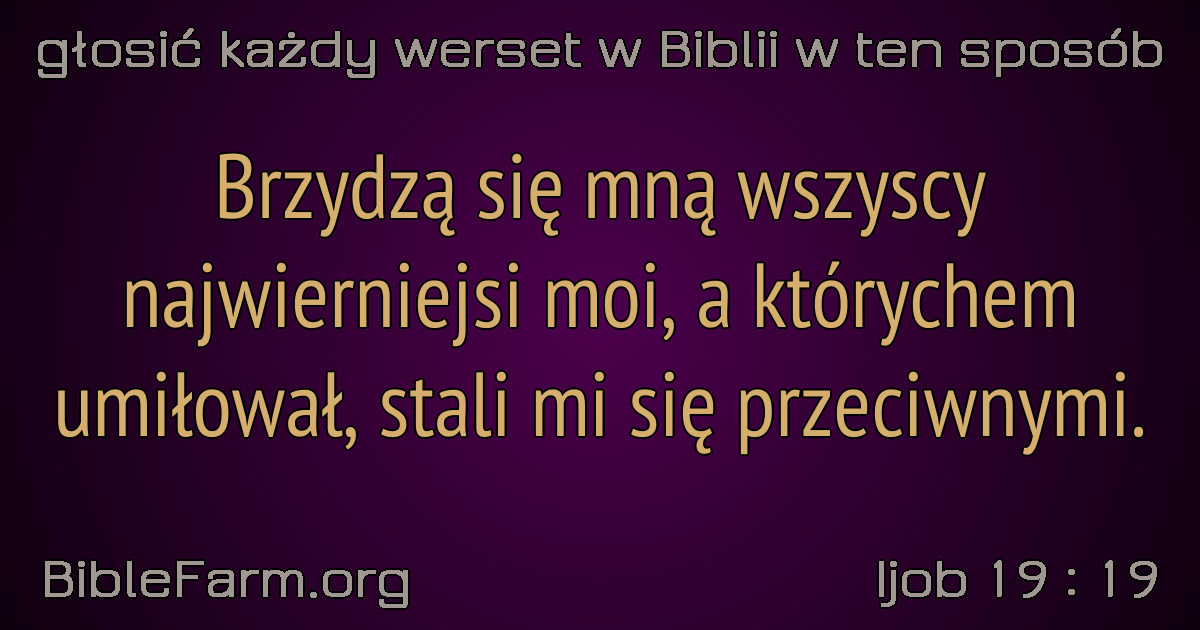 głosić każdy werset w Biblii w ten sposób
Brzydzą się mną wszyscy
najwierniejsi moi, a którychem
umiłował, stali mi się przeciwnymi.
BibleFarm.org
Ijob 19 : 19